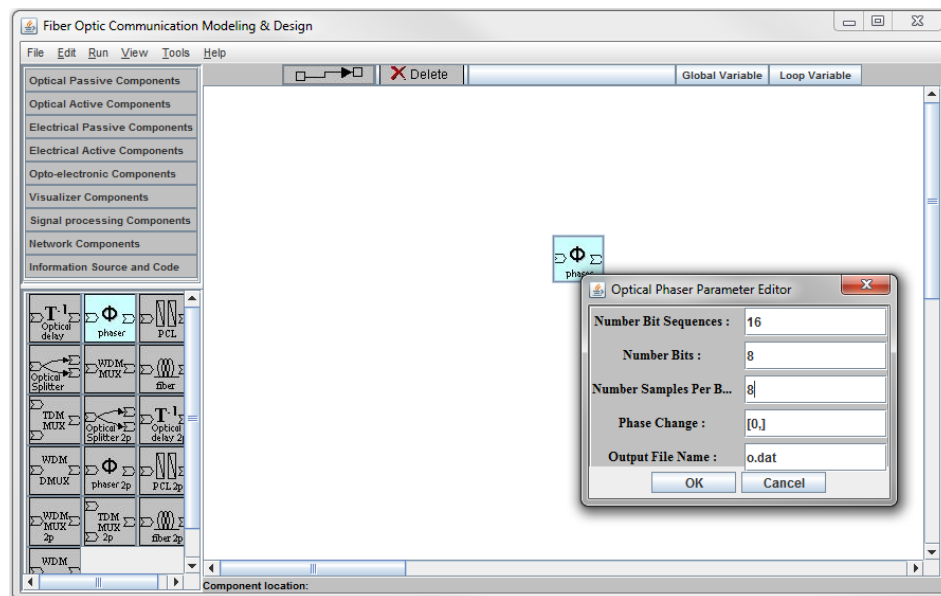 Fiber Optic Communication Modeling & Design
File Edit Run View Tools Help
Delete
Global Variable
Loop Variable
Optical Passive Components
Optical Active Components
Electrical Passive Components
Electrical Active Components
Opto-electronic Components
Visualizer Components
Signal processing Components
Network Components
Information Source and Code
T-1
Optical
delay
Φ
phaser
PCL
Optical
Splitter
WDM
MUX
fiber
TDM
MUX
Optical
Splitter 2p
T-1
Optical
delay 2
WDM
DMUX
Φ
phaser 2p
PCL 2p
WDM
MUX
2p
TDM
MUX
2p
fiber 2p
WDM
Φ
phaser
Optical Phaser Parameter Editor
Number Bit Sequences : 16
Number Bits : 8
Number Samples Per B... 8
Phase Change : [0,]
Output File Name : o.dat
OK Cancel
Component location: